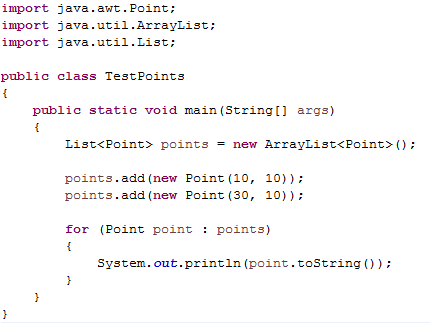 import java.awt.Point;
import java.util.ArrayList;
import java.util.List;

public class TestPoints
{
    public static void main(String[] args)
    {
        List<Point> points = new ArrayList<Point>();

        points.add(new Point(10, 10));
        points.add(new Point(30, 10));

        for (Point point : points)
        {
            System.out.println(point.toString());
        }
    }
}